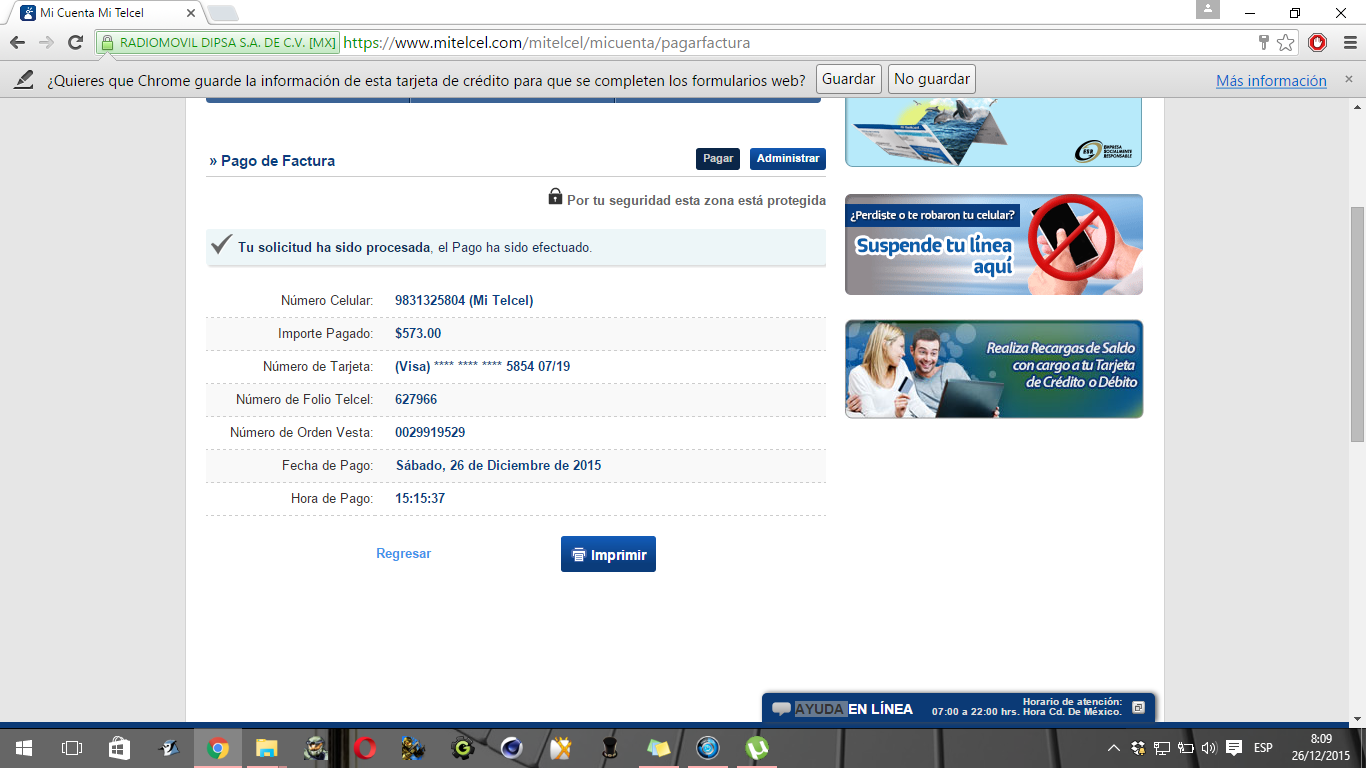 Mi Cuenta Mi Telcel
RADIOMOVIL DIPSA S.A. DE C.V. [MX] https://www.mitelcel.com/mitelcel/micuenta/pagarfactura
¿Quieres que Chrome guarde la información de esta tarjeta de crédito para que se completen los formularios web? Guardar No guardar Más información
» Pago de Factura
Pagar Administrar
Por tu seguridad esta zona está protegida
Tu solicitud ha sido procesada, el Pago ha sido efectuado.
Número Celular: 9831325804 (Mi Telcel)
Importe Pagado: $573.00
Número de Tarjeta: (Visa) **** **** **** 5854 07/19
Número de Folio Telcel: 627966
Número de Orden Vesta: 0029919529
Fecha de Pago: Sábado, 26 de Diciembre de 2015
Hora de Pago: 15:15:37
Regresar Imprimir
ESR EMPRESA
SOCIALMENTE
RESPONSABLE
¿Perdiste o te robaron tu celular?
Suspende tu línea
aquí
Realiza Recargas de Saldo
con cargo a tu Tarjeta
de Crédito o Débito
AYUDA EN LÍNEA
Horario de atención:
07:00 a 22:00 hrs. Hora Cd. De México.
ESP
8:09
26/12/2015